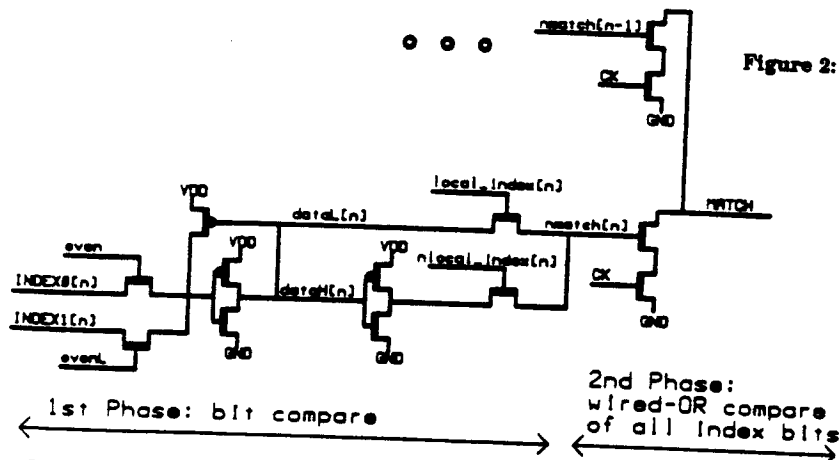 nmatch[n-1]
Figure 2:
CK
GND
local_index[n]
VDD
dataL[n]
nmatch[n]
MATCH
even
VDD
VDD
nlocal_index[n]
INDEX0[n]
dataH[n]
CK
INDEX1[n]
GND
evenL
GND
GND
1st Phase: bit compare
2nd Phase:
wired-OR compare
of all index bits